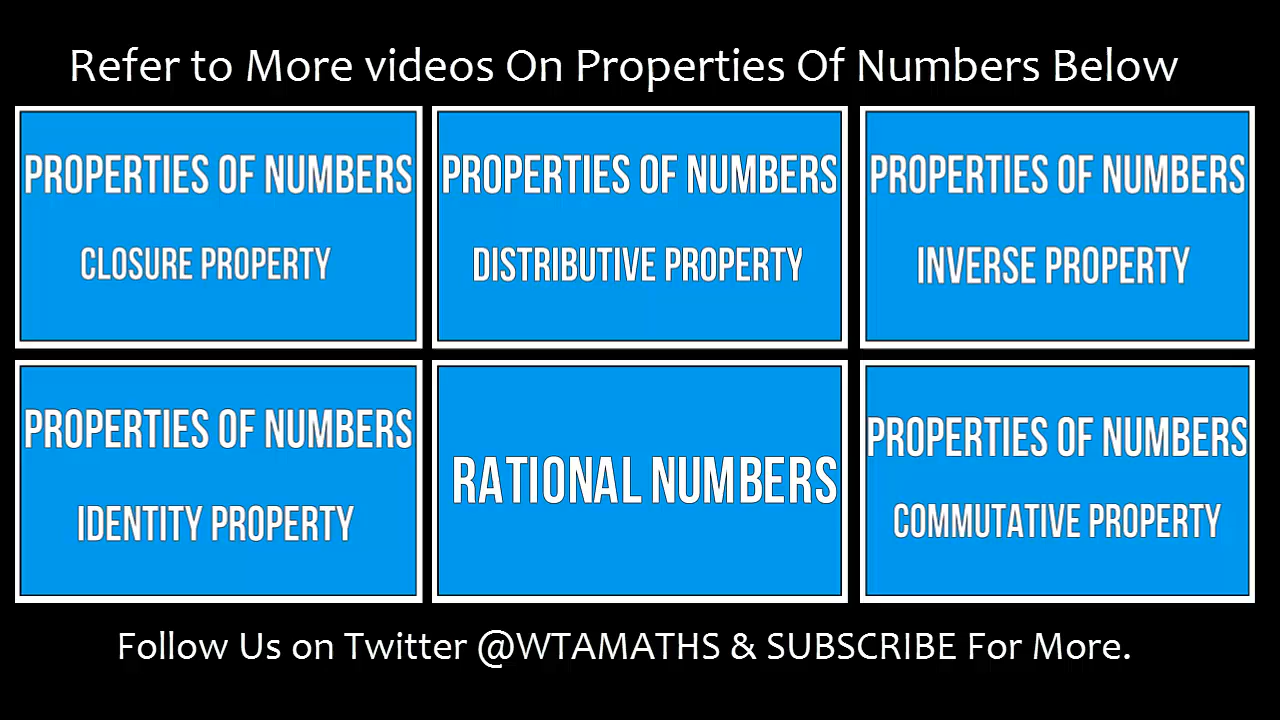 Refer to More videos On Properties Of Numbers Below
PROPERTIES OF NUMBERS
CLOSURE PROPERTY
PROPERTIES OF NUMBERS
DISTRIBUTIVE PROPERTY
PROPERTIES OF NUMBERS
INVERSE PROPERTY
PROPERTIES OF NUMBERS
IDENTITY PROPERTY
RATIONAL NUMBERS
PROPERTIES OF NUMBERS
COMMUTATIVE PROPERTY
Follow Us on Twitter @WTAMATHS & SUBSCRIBE For More.